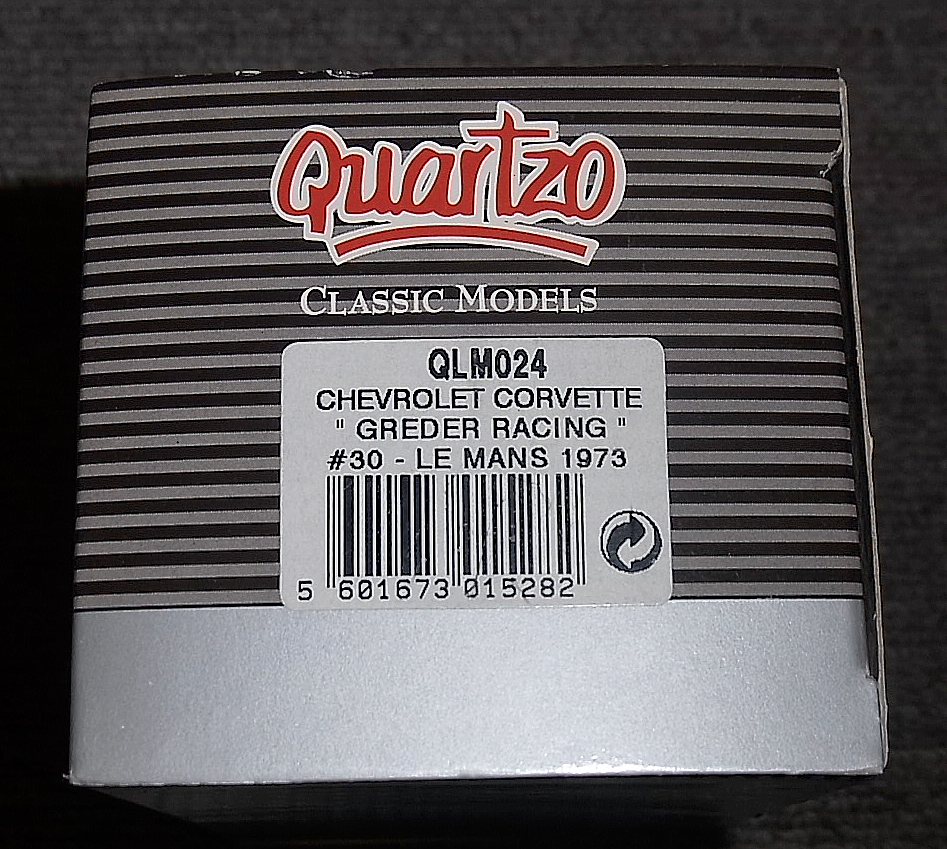 Quartzo
CLASSIC MODELS
QLM024
CHEVROLET CORVETTE
" GREDER RACING "
#30 - LE MANS 1973
5 601673 015282